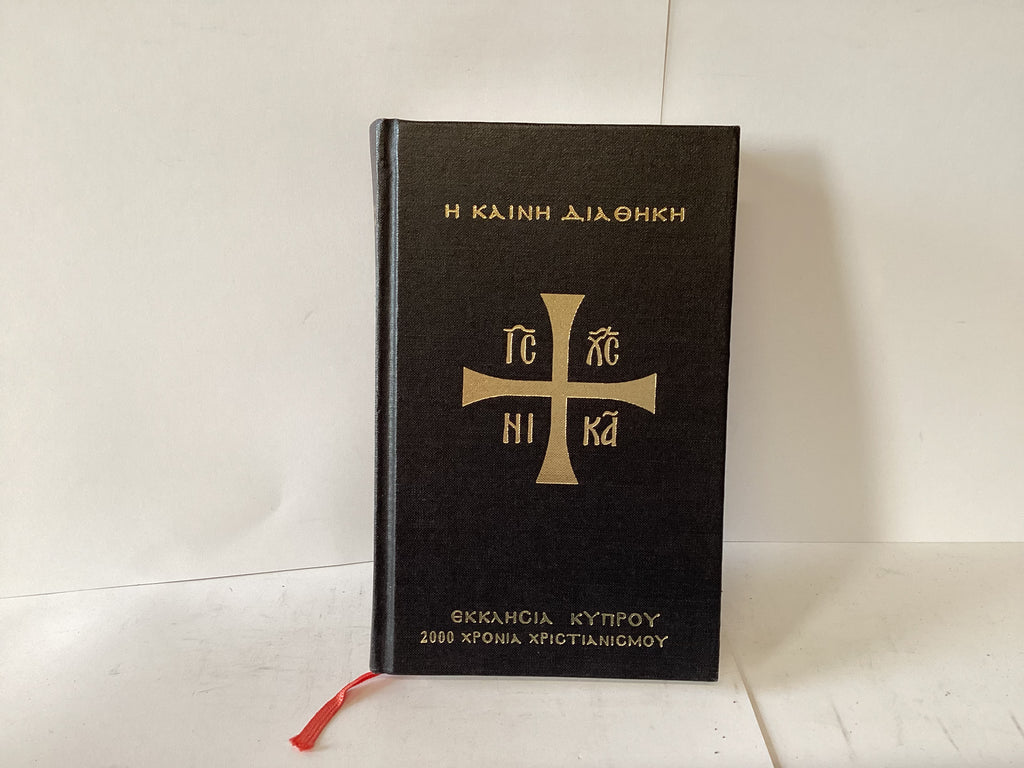 Η ΚΑΙΝΗ ΔΙΑΘΗΚΗ
ΙϹ ΧϹ
ΝΙ ΚΑ
ΕΚΚΛΗϹΙΑ ΚΥΠΡΟΥ
2000 ΧΡΟΝΙΑ ΧΡΙϹΤΙΑΝΙϹΜΟΥ